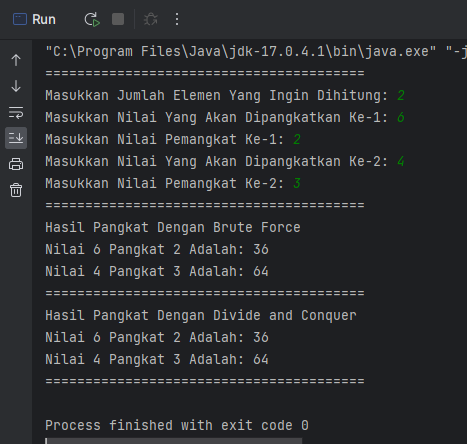 Run
"C:\Program Files\Java\jdk-17.0.4.1\bin\java.exe" "-j
========================================
Masukkan Jumlah Elemen Yang Ingin Dihitung: 2
Masukkan Nilai Yang Akan Dipangkatkan Ke-1: 6
Masukkan Nilai Pemangkat Ke-1: 2
Masukkan Nilai Yang Akan Dipangkatkan Ke-2: 4
Masukkan Nilai Pemangkat Ke-2: 3
========================================
Hasil Pangkat Dengan Brute Force
Nilai 6 Pangkat 2 Adalah: 36
Nilai 4 Pangkat 3 Adalah: 64
========================================
Hasil Pangkat Dengan Divide and Conquer
Nilai 6 Pangkat 2 Adalah: 36
Nilai 4 Pangkat 3 Adalah: 64
========================================
Process finished with exit code 0